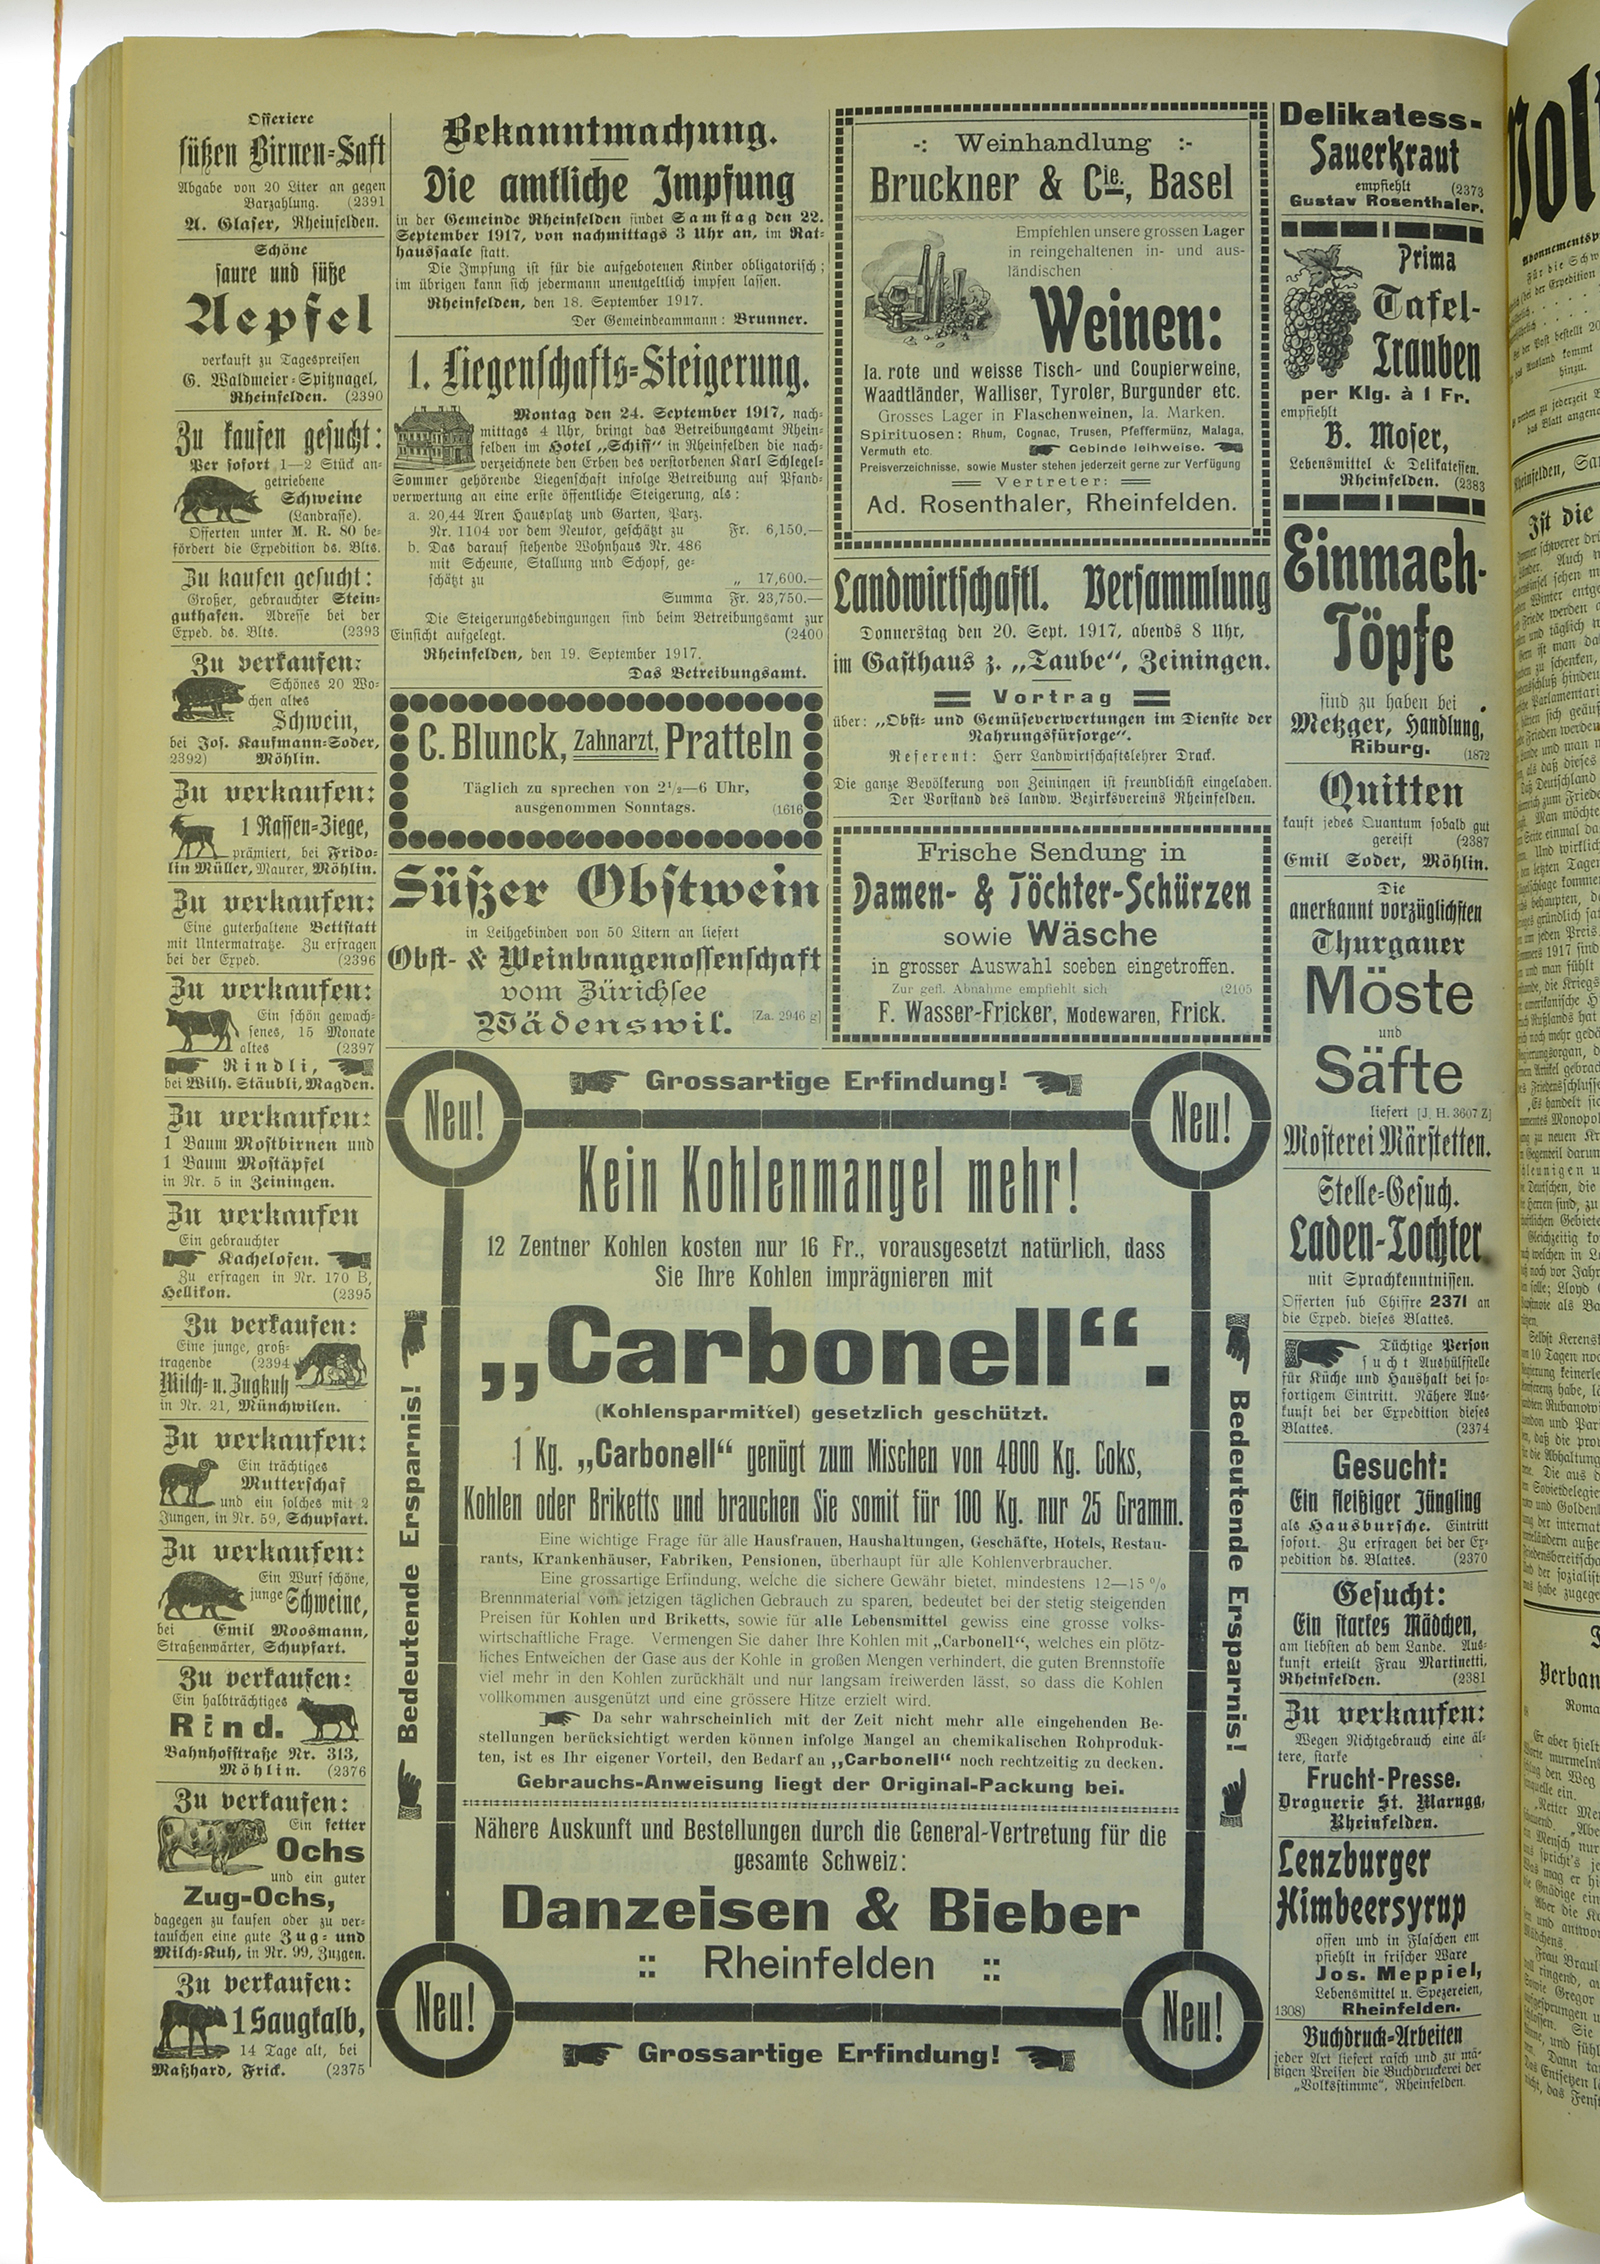 Offeriere
süßen Birnen-Saft
Abgabe von 20 Liter an gegen
Barzahlung. (2391
A. Glaser, Rheinfelden.
Schöne
saure und süße
Aepfel
verkauft zu Tagespreisen
G. Waldmeier-Spitznagel,
Rheinfelden. (2390
Zu kaufen gesucht:
Per sofort 1—2 Stück an-
getriebene
Schweine
(Landrasse).
Offerten unter M. R. 80 be-
fördert die Expedition ds. Blts.
Zu kaufen gesucht:
Großer, gebrauchter Stein-
guthafen. Adresse bei der
Exped. ds. Blts. (2393
Zu verkaufen:
Schönes 20 Wo-
chen altes
Schwein,
bei Jos. Kaufmann-Soder,
2392) Möhlin.
Zu verkaufen:
1 Rassen-Ziege,
prämiert, bei Frido-
lin Müller, Maurer, Möhlin.
Zu verkaufen:
Eine guterhaltene Bettstatt
mit Untermatratze. Zu erfragen
bei der Exped. (2396
Zu verkaufen:
Ein schön gewach-
senes, 15 Monate
altes (2397
Rindli,
bei Wilh. Stäubli, Magden.
Zu verkaufen:
1 Baum Mostbirnen und
1 Baum Mostäpfel
in Nr. 5 in Zeiningen.
Zu verkaufen
Ein gebrauchter
Kachelofen.
Zu erfragen in Nr. 170 B,
Hellikon. (2395
Zu verkaufen:
Eine junge, groß-
tragende (2394
Milch- u. Zugkuh
in Nr. 21, Münchwilen.
Zu verkaufen:
Ein trächtiges
Mutterschaf
und ein solches mit 2
Jungen, in Nr. 59, Schupfart.
Zu verkaufen:
Ein Wurf schöne,
junge Schweine,
bei Emil Moosmann,
Straßenwärter, Schupfart.
Zu verkaufen:
Ein halbträchtiges
Rind.
Bahnhofstraße Nr. 313,
Möhlin. (2376
Zu verkaufen:
Ein fetter
Ochs
und ein guter
Zug-Ochs,
dagegen zu kaufen oder zu ver-
tauschen eine gute Zug- und
Milch-Kuh, in Nr. 99, Zuzgen.
Zu verkaufen:
1 Saugkalb,
14 Tage alt, bei
Maßhard, Frick. (2375
Bekanntmachung.
Die amtliche Impfung
in der Gemeinde Rheinfelden findet Samstag den 22.
September 1917, von nachmittags 3 Uhr an, im Rat-
haussaale statt.
Die Impfung ist für die aufgebotenen Kinder obligatorisch;
im übrigen kann sich jedermann unentgeltlich impfen lassen.
Rheinfelden, den 18. September 1917.
Der Gemeindeammann: Brunner.
1. Liegenschafts-Steigerung.
Montag den 24. September 1917, nach-
mittags 4 Uhr, bringt das Betreibungsamt Rhein-
felden im Hotel „Schiff“ in Rheinfelden die nach-
verzeichnete den Erben des verstorbenen Karl Schlegel-
Sommer gehörende Liegenschaft infolge Betreibung auf Pfand-
verwertung an eine erste öffentliche Steigerung, als:
a. 20,44 Aren Hausplatz und Garten, Parz.
Nr. 1104 vor dem Neutor, geschätzt zu Fr. 6,150.—
b. Das darauf stehende Wohnhaus Nr. 486
mit Scheune, Stallung und Schopf, ge-
schätzt zu „ 17,600.—
Summa Fr. 23,750.—
Die Steigerungsbedingungen sind beim Betreibungsamt zur
Einsicht aufgelegt. (2400
Rheinfelden, den 19. September 1917.
Das Betreibungsamt.
C. Blunck, Zahnarzt, Pratteln
Täglich zu sprechen von 2½—6 Uhr,
ausgenommen Sonntags. (1616
Süßer Obstwein
in Leihgebinden von 50 Litern an liefert
Obst- & Weinbaugenossenschaft
vom Zürichsee
Wädenswil. [Za. 2946 g]
-: Weinhandlung :-
Bruckner & Cie., Basel
Empfehlen unsere grossen Lager
in reingehaltenen in- und aus-
ländischen
Weinen:
Ia. rote und weisse Tisch- und Coupierweine,
Waadtländer, Walliser, Tyroler, Burgunder etc.
Grosses Lager in Flaschenweinen, Ia. Marken.
Spirituosen: Rhum, Cognac, Trusen, Pfeffermünz, Malaga,
Vermuth etc. Gebinde leihweise.
Preisverzeichnisse, sowie Muster stehen jederzeit gerne zur Verfügung
Vertreter:
Ad. Rosenthaler, Rheinfelden.
Landwirtschaftl. Versammlung
Donnerstag den 20. Sept. 1917, abends 8 Uhr,
im Gasthaus z. „Taube“, Zeiningen.
Vortrag
über: „Obst- und Gemüseverwertungen im Dienste der
Nahrungsfürsorge“.
Referent: Herr Landwirtschaftslehrer Drack.
Die ganze Bevölkerung von Zeiningen ist freundlichst eingeladen.
Der Vorstand des landw. Bezirksvereins Rheinfelden.
Frische Sendung in
Damen- & Töchter-Schürzen
sowie Wäsche
in grosser Auswahl soeben eingetroffen.
Zur gefl. Abnahme empfiehlt sich (2105
F. Wasser-Fricker, Modewaren, Frick.
Neu!
Grossartige Erfindung!
Neu!
Kein Kohlenmangel mehr!
12 Zentner Kohlen kosten nur 16 Fr., vorausgesetzt natürlich, dass
Sie Ihre Kohlen imprägnieren mit
„Carbonell“.
(Kohlensparmittel) gesetzlich geschützt.
1 Kg. „Carbonell“ genügt zum Mischen von 4000 Kg. Coks,
Kohlen oder Briketts und brauchen Sie somit für 100 Kg. nur 25 Gramm.
Eine wichtige Frage für alle Hausfrauen, Haushaltungen, Geschäfte, Hotels, Restau-
rants, Krankenhäuser, Fabriken, Pensionen, überhaupt für alle Kohlenverbraucher.
Eine grossartige Erfindung, welche die sichere Gewähr bietet, mindestens 12—15 %
Brennmaterial vom jetzigen täglichen Gebrauch zu sparen, bedeutet bei der stetig steigenden
Preisen für Kohlen und Briketts, sowie für alle Lebensmittel gewiss eine grosse volks-
wirtschaftliche Frage. Vermengen Sie daher Ihre Kohlen mit „Carbonell“, welches ein plötz-
liches Entweichen der Gase aus der Kohle in großen Mengen verhindert, die guten Brennstoffe
viel mehr in den Kohlen zurückhält und nur langsam freiwerden lässt, so dass die Kohlen
vollkommen ausgenützt und eine grössere Hitze erzielt wird.
Da sehr wahrscheinlich mit der Zeit nicht mehr alle eingehenden Be-
stellungen berücksichtigt werden können infolge Mangel an chemikalischen Rohproduk-
ten, ist es Ihr eigener Vorteil, den Bedarf an „Carbonell“ noch rechtzeitig zu decken.
Gebrauchs-Anweisung liegt der Original-Packung bei.
Nähere Auskunft und Bestellungen durch die General-Vertretung für die
gesamte Schweiz:
Danzeisen & Bieber
:: Rheinfelden ::
Bedeutende Ersparnis!
Bedeutende Ersparnis!
Neu!
Grossartige Erfindung!
Neu!
Delikatess-
Sauerkraut
empfiehlt (2373
Gustav Rosenthaler.
Prima
Tafel-
Trauben
per Klg. à 1 Fr.
empfiehlt
B. Moser,
Lebensmittel & Delikatessen,
Rheinfelden. (2383
Einmach-
Töpfe
sind zu haben bei
Metzger, Handlung,
Riburg. (1872
Quitten
kauft jedes Quantum sobald gut
gereift (2387
Emil Soder, Möhlin.
Die
anerkannt vorzüglichsten
Thurgauer
Möste
und
Säfte
liefert [J. H. 3607 Z]
Mosterei Märstetten.
Stelle-Gesuch.
Laden-Tochter
mit Sprachkenntnissen.
Offerten sub Chiffre 2371 an
die Exped. dieses Blattes.
Tüchtige Person
sucht Aushülfstelle
für Küche und Haushalt bei so-
fortigem Eintritt. Nähere Aus-
kunft bei der Expedition dieses
Blattes. (2374
Gesucht:
Ein fleißiger Jüngling
als Hausbursche. Eintritt
sofort. Zu erfragen bei der Ex-
pedition ds. Blattes. (2370
Gesucht:
Ein starkes Mädchen,
am liebsten ab dem Lande. Aus-
kunft erteilt Frau Martinetti,
Rheinfelden. (2381
Zu verkaufen:
Wegen Nichtgebrauch eine äl-
tere, starke
Frucht-Presse.
Droguerie St. Marugg,
Rheinfelden.
Lenzburger
Himbeersyrup
offen und in Flaschen em
pfiehlt in frischer Ware
Jos. Meppiel,
Lebensmittel u. Spezereien,
1308) Rheinfelden.
Buchdruck-Arbeiten
jeder Art liefert rasch und zu mä-
ßigen Preisen die Buchdruckerei der
„Volksstimme“, Rheinfelden.